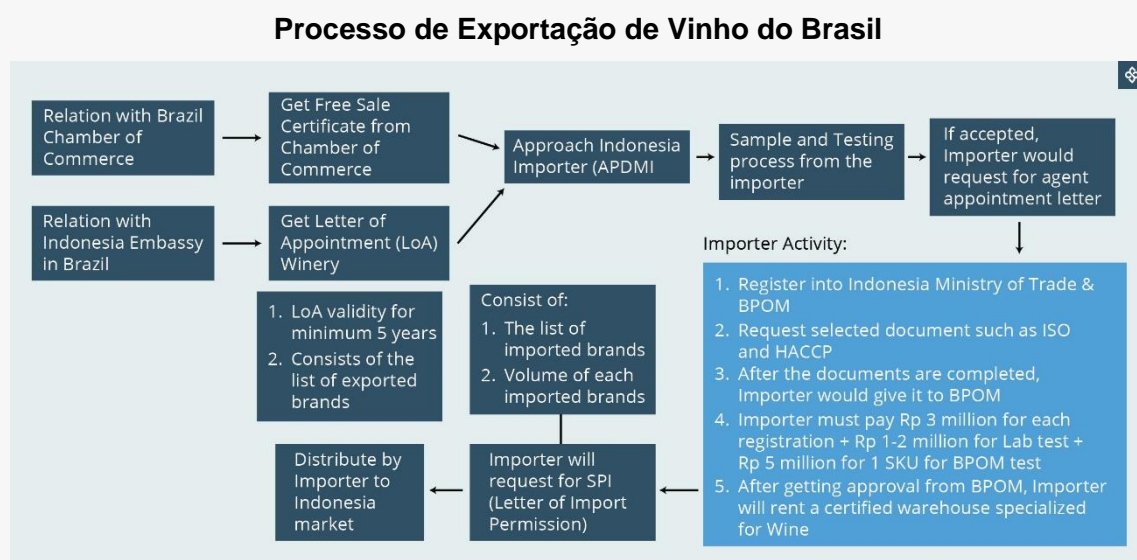 Processo de Exportação de Vinho do Brasil
Relation with Brazil
Chamber of
Commerce
Get Free Sale
Certificate from
Chamber of
Commerce
Approach Indonesia
Importer (APDMI
Sample and Testing
process from the
importer
If accepted,
Importer would
request for agent
appointment letter
Relation with
Indonesia Embassy
in Brazil
Get Letter of
Appointment (LoA)
Winery
1. LoA validity for
minimum 5 years
2. Consists of the
list of exported
brands
Consist of:
1. The list of
imported brands
2. Volume of each
imported brands
Importer Activity:
1. Register into Indonesia Ministry of Trade &
BPOM
2. Request selected document such as ISO
and HACCP
3. After the documents are completed,
Importer would give it to BPOM
4. Importer must pay Rp 3 million for each
registration + Rp 1-2 million for Lab test +
Rp 5 million for 1 SKU for BPOM test
5. After getting approval from BPOM, Importer
will rent a certified warehouse specialized
for Wine
Importer will
request for SPI
(Letter of Import
Permission)
Distribute by
Importer to
Indonesia
market